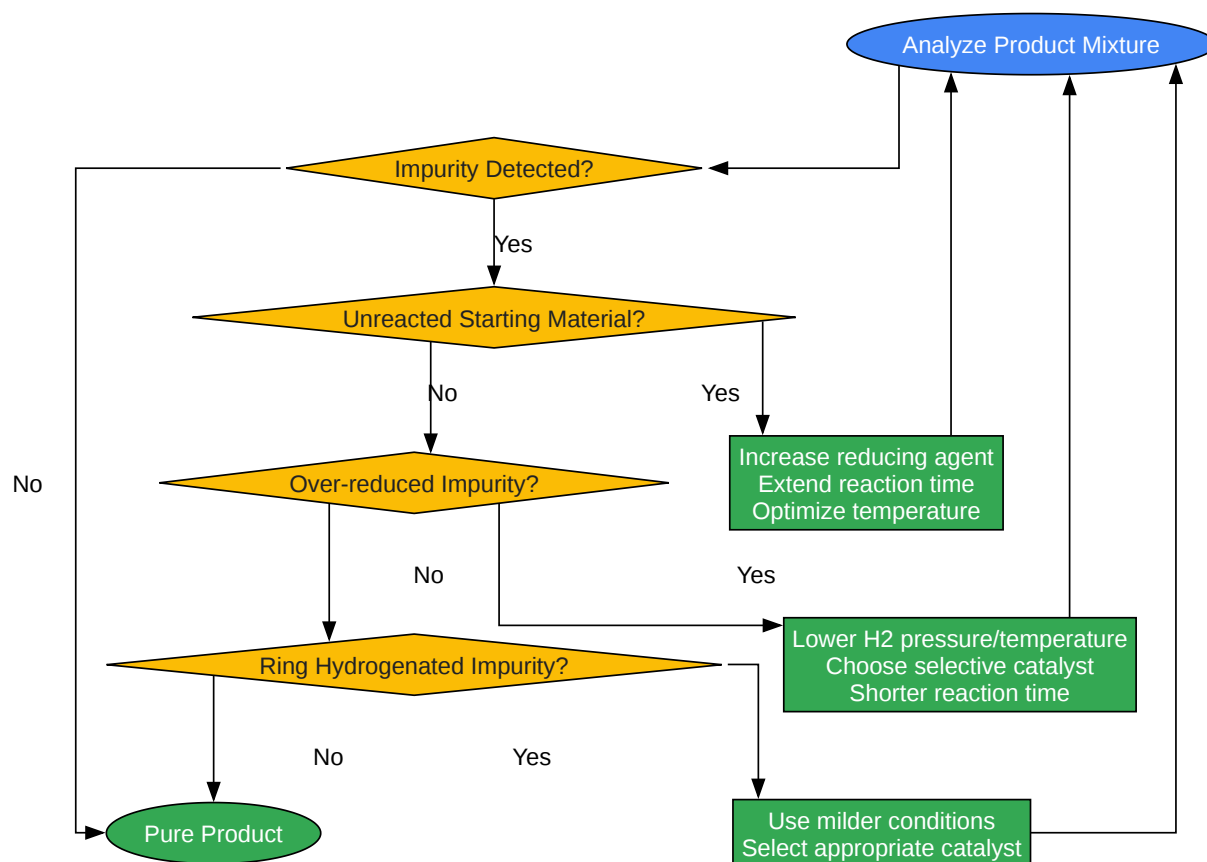 Analyze Product Mixture
Impurity Detected?
Yes
Unreacted Starting Material?
No
Yes
Increase reducing agent
Extend reaction time
Optimize temperature
Over-reduced Impurity?
No
No
Yes
Lower H2 pressure/temperature
Choose selective catalyst
Shorter reaction time
Ring Hydrogenated Impurity?
No
Yes
Pure Product
Use milder conditions
Select appropriate catalyst